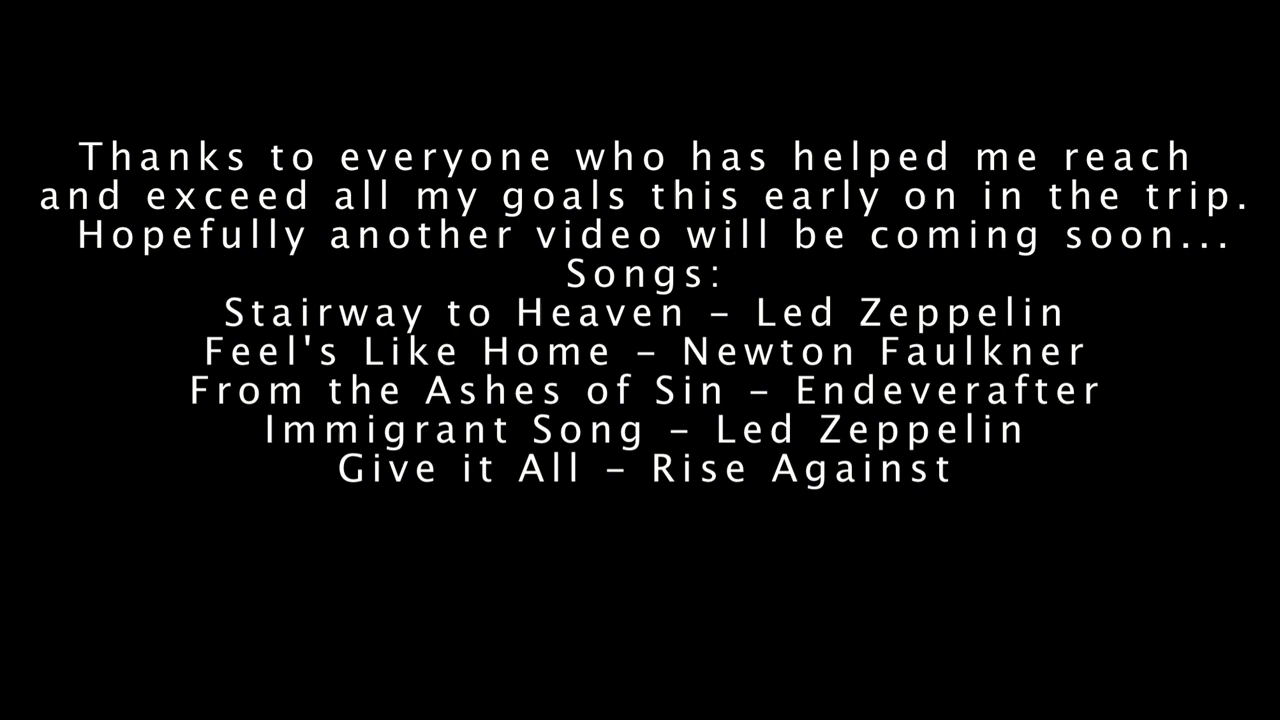 Thanks to everyone who has helped me reach
and exceed all my goals this early on in the trip.
Hopefully another video will be coming soon...
Songs:
Stairway to Heaven – Led Zeppelin
Feel's Like Home – Newton Faulkner
From the Ashes of Sin – Endeverafter
Immigrant Song – Led Zeppelin
Give it All – Rise Against